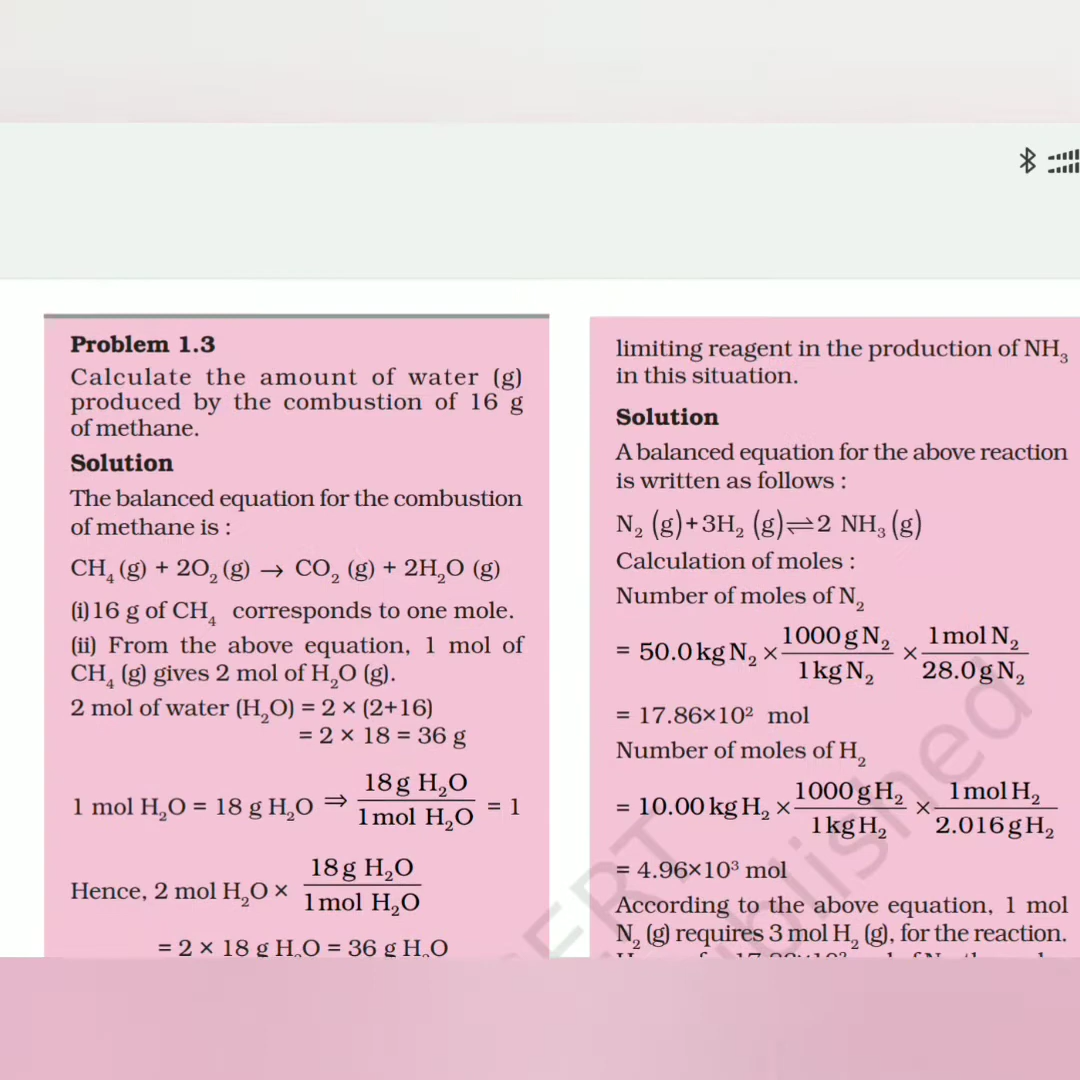 Problem 1.3
Calculate the amount of water (g)
produced by the combustion of 16 g
of methane.
Solution
The balanced equation for the combustion
of methane is :
CH₄ (g) + 2O₂ (g) → CO₂ (g) + 2H₂O (g)
(i) 16 g of CH₄ corresponds to one mole.
(ii) From the above equation, 1 mol of
CH₄ (g) gives 2 mol of H₂O (g).
2 mol of water (H₂O) = 2 × (2+16)
= 2 × 18 = 36 g
1 mol H₂O = 18 g H₂O ⇒ 18 g H₂O / 1 mol H₂O = 1
Hence, 2 mol H₂O × 18 g H₂O / 1 mol H₂O
= 2 × 18 g H₂O = 36 g H₂O
limiting reagent in the production of NH₃
in this situation.
Solution
A balanced equation for the above reaction
is written as follows :
N₂ (g) + 3H₂ (g) ⇌ 2 NH₃ (g)
Calculation of moles :
Number of moles of N₂
= 50.0 kg N₂ × 1000 g N₂ / 1 kg N₂ × 1 mol N₂ / 28.0 g N₂
= 17.86×10² mol
Number of moles of H₂
= 10.00 kg H₂ × 1000 g H₂ / 1 kg H₂ × 1 mol H₂ / 2.016 g H₂
= 4.96×10³ mol
According to the above equation, 1 mol
N₂ (g) requires 3 mol H₂ (g), for the reaction.